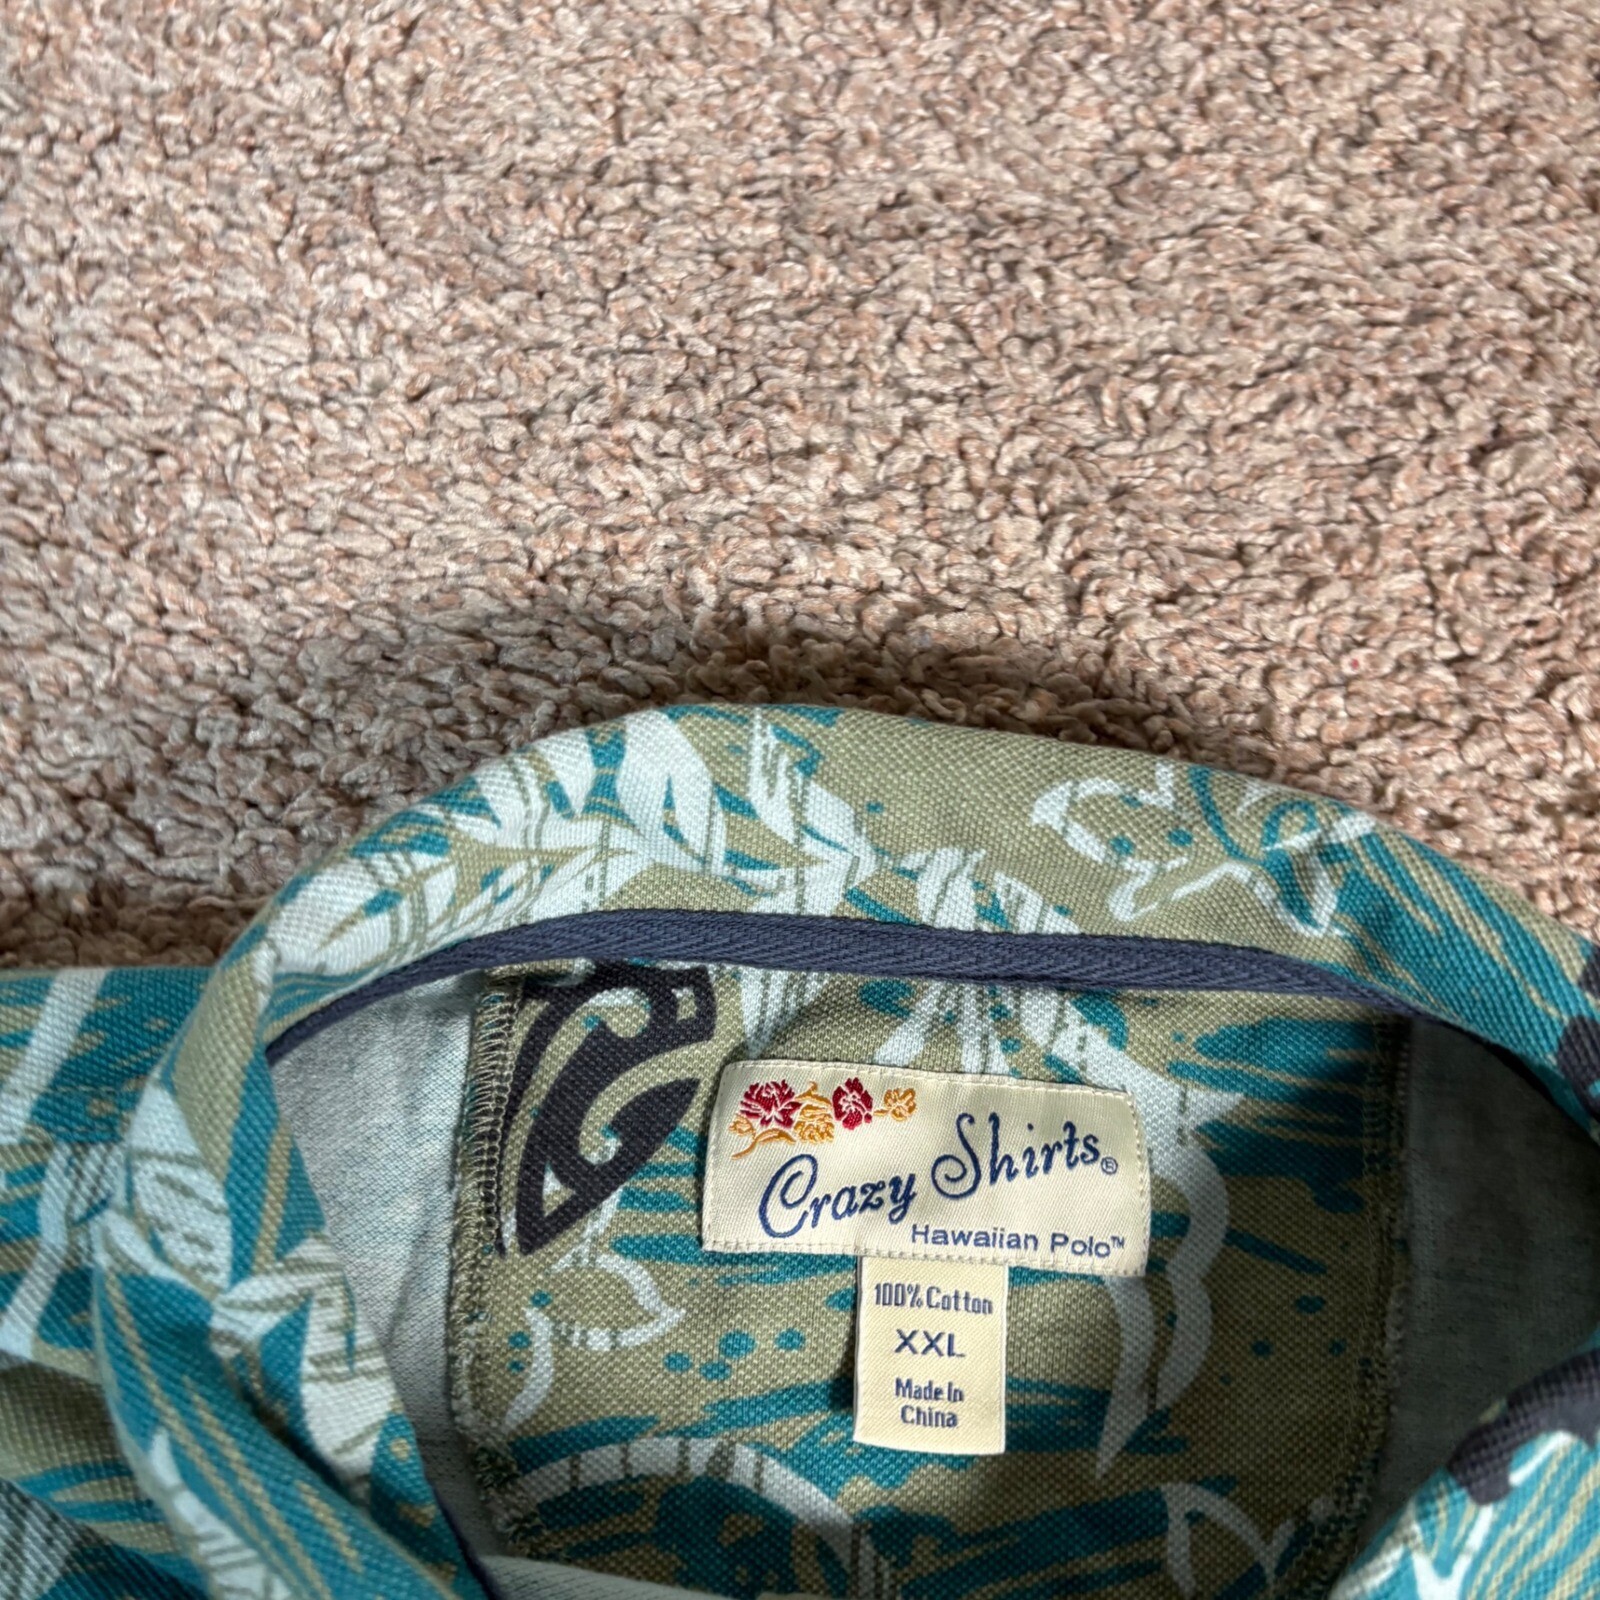 Crazy Shirts®
Hawaiian Polo™
100% Cotton
XXL
Made In
China